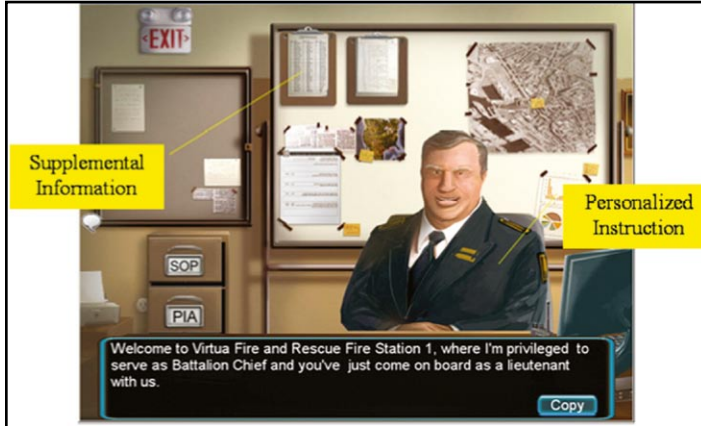 <EXIT>
Supplemental
Information
Personalized
Instruction
SOP
PIA
Welcome to Virtua Fire and Rescue Fire Station 1, where I'm privileged to
serve as Battalion Chief and you've just come on board as a lieutenant
with us.
Copy